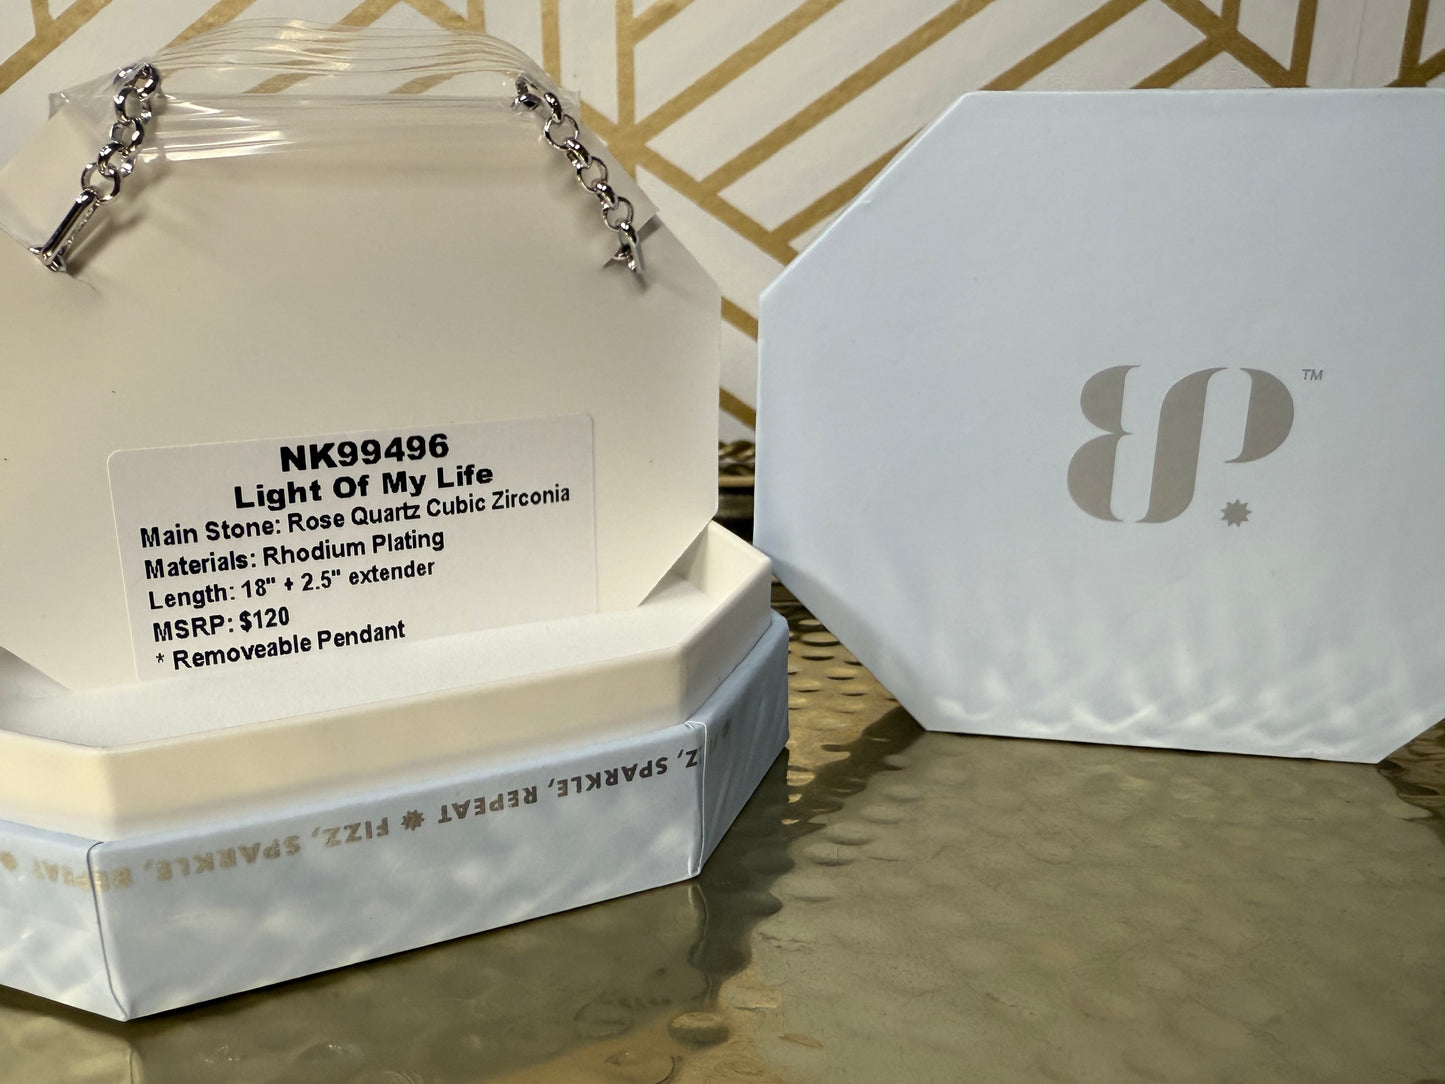 NK99496
Light Of My Life
Main Stone: Rose Quartz Cubic Zirconia
Materials: Rhodium Plating
Length: 18" + 2.5" extender
MSRP: $120
* Removeable Pendant
BP
TM
REPEAT * FIZZ, SPARKLE, REPEAT * FIZZ, SPARKLE, REPEAT